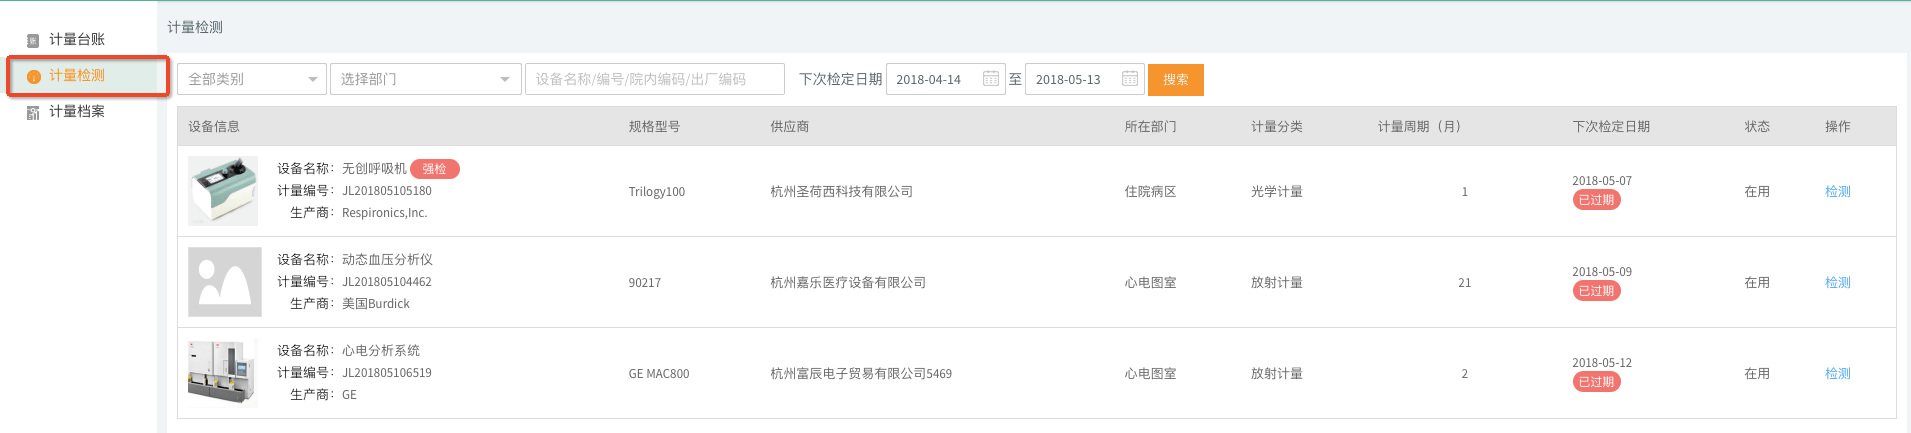 计量台账
计量检测
计量档案
计量检测
全部类别 选择部门 设备名称/编号/院内编码/出厂编码 下次检定日期 2018-04-14 至 2018-05-13 搜索
设备信息 规格型号 供应商 所在部门 计量分类 计量周期（月） 下次检定日期 状态 操作
设备名称：无创呼吸机 强检
计量编号：JL201805105180
生产商：Respironics,Inc.
Trilogy100 杭州圣荷西科技有限公司 住院病区 光学计量 1 2018-05-07 已过期 在用 检测
设备名称：动态血压分析仪
计量编号：JL201805104462
生产商：美国Burdick
90217 杭州嘉乐医疗设备有限公司 心电图室 放射计量 21 2018-05-09 已过期 在用 检测
设备名称：心电分析系统
计量编号：JL201805106519
生产商：GE
GE MAC800 杭州富辰电子贸易有限公司5469 心电图室 放射计量 2 2018-05-12 已过期 在用 检测